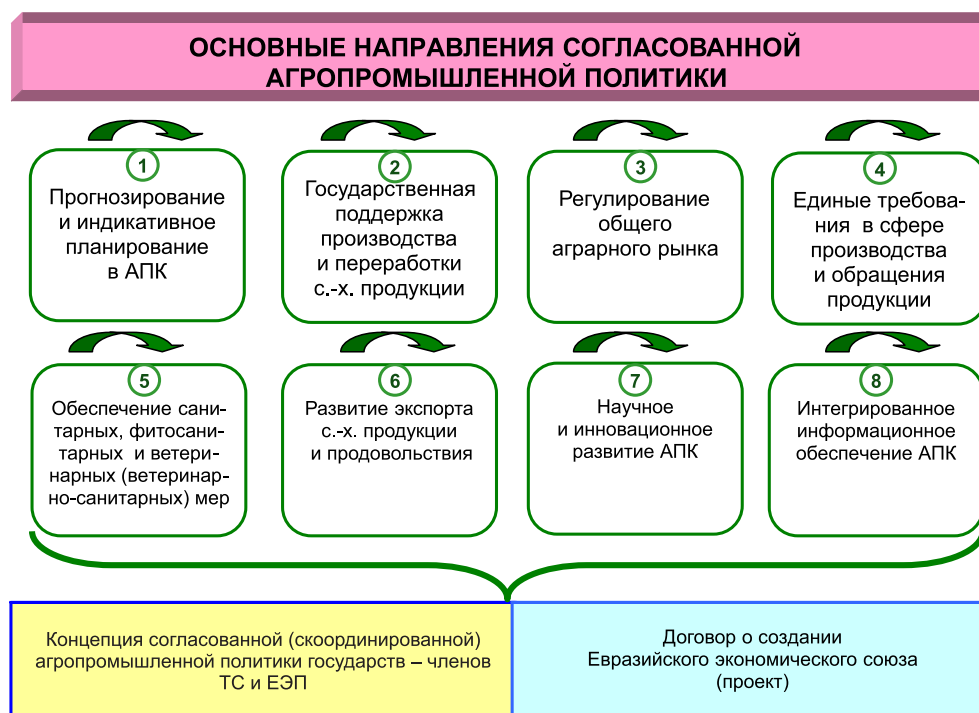 ОСНОВНЫЕ НАПРАВЛЕНИЯ СОГЛАСОВАННОЙ
АГРОПРОМЫШЛЕННОЙ ПОЛИТИКИ
1
Прогнозирование
и индикативное
планирование
в АПК
2
Государственная
поддержка
производства
и переработки
с.-х. продукции
3
Регулирование
общего
аграрного рынка
4
Единые требова-
ния в сфере
производства
и обращения
продукции
5
Обеспечение сани-
тарных, фитосани-
тарных и ветери-
нарных (ветеринар-
но-санитарных) мер
6
Развитие экспорта
с.-х. продукции
и продовольствия
7
Научное
и инновационное
развитие АПК
8
Интегрированное
информационное
обеспечение АПК
Концепция согласованной (скоординированной)
агропромышленной политики государств – членов
ТС и ЕЭП
Договор о создании
Евразийского экономического союза
(проект)